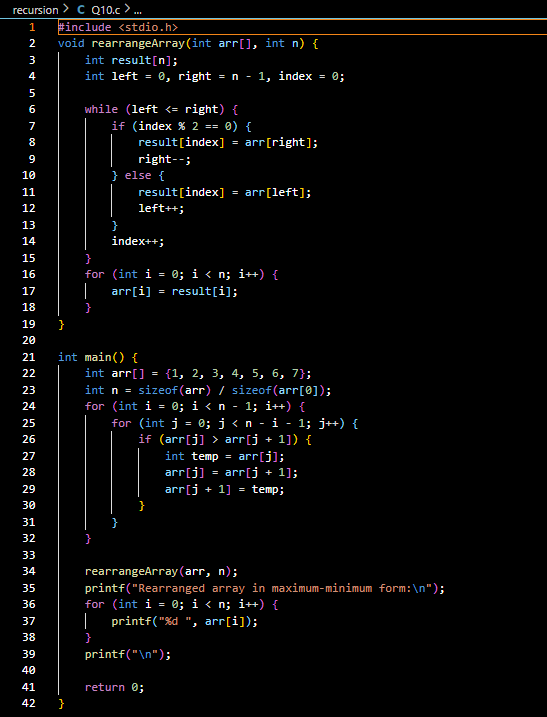 recursion > C Q10.c > ...
1 #include <stdio.h>
2 void rearrangeArray(int arr[], int n) {
3     int result[n];
4     int left = 0, right = n - 1, index = 0;
5
6     while (left <= right) {
7         if (index % 2 == 0) {
8             result[index] = arr[right];
9             right--;
10         } else {
11             result[index] = arr[left];
12             left++;
13         }
14         index++;
15     }
16     for (int i = 0; i < n; i++) {
17         arr[i] = result[i];
18     }
19 }
20
21 int main() {
22     int arr[] = {1, 2, 3, 4, 5, 6, 7};
23     int n = sizeof(arr) / sizeof(arr[0]);
24     for (int i = 0; i < n - 1; i++) {
25         for (int j = 0; j < n - i - 1; j++) {
26             if (arr[j] > arr[j + 1]) {
27                 int temp = arr[j];
28                 arr[j] = arr[j + 1];
29                 arr[j + 1] = temp;
30             }
31         }
32     }
33
34     rearrangeArray(arr, n);
35     printf("Rearranged array in maximum-minimum form:\n");
36     for (int i = 0; i < n; i++) {
37         printf("%d ", arr[i]);
38     }
39     printf("\n");
40
41     return 0;
42 }